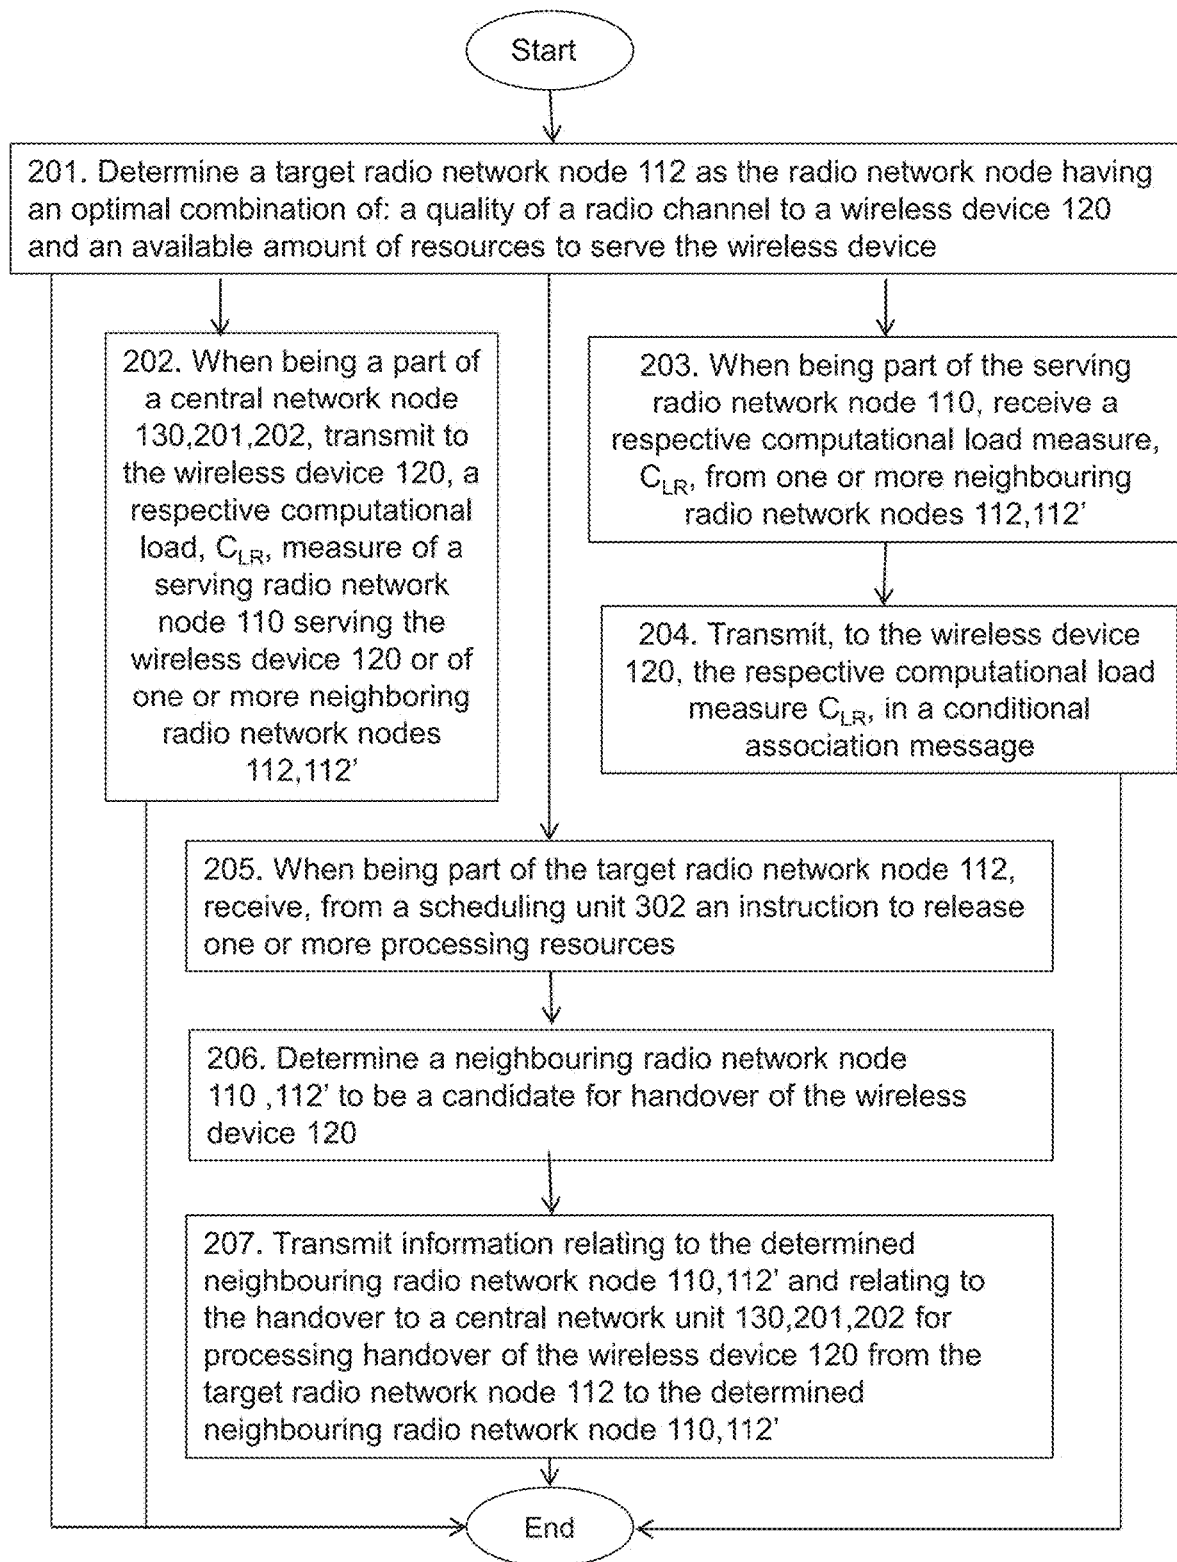 Start
201. Determine a target radio network node 112 as the radio network node having
an optimal combination of: a quality of a radio channel to a wireless device 120
and an available amount of resources to serve the wireless device
202. When being a part of
a central network node
130,201,202, transmit to
the wireless device 120, a
respective computational
load, CLR, measure of a
serving radio network
node 110 serving the
wireless device 120 or of
one or more neighboring
radio network nodes
112,112'
203. When being part of the serving
radio network node 110, receive a
respective computational load measure,
CLR, from one or more neighbouring
radio network nodes 112,112'
204. Transmit, to the wireless device
120, the respective computational load
measure CLR, in a conditional
association message
205. When being part of the target radio network node 112,
receive, from a scheduling unit 302 an instruction to release
one or more processing resources
206. Determine a neighbouring radio network node
110 ,112' to be a candidate for handover of the wireless
device 120
207. Transmit information relating to the determined
neighbouring radio network node 110,112' and relating to
the handover to a central network unit 130,201,202 for
processing handover of the wireless device 120 from the
target radio network node 112 to the determined
neighbouring radio network node 110,112'
End